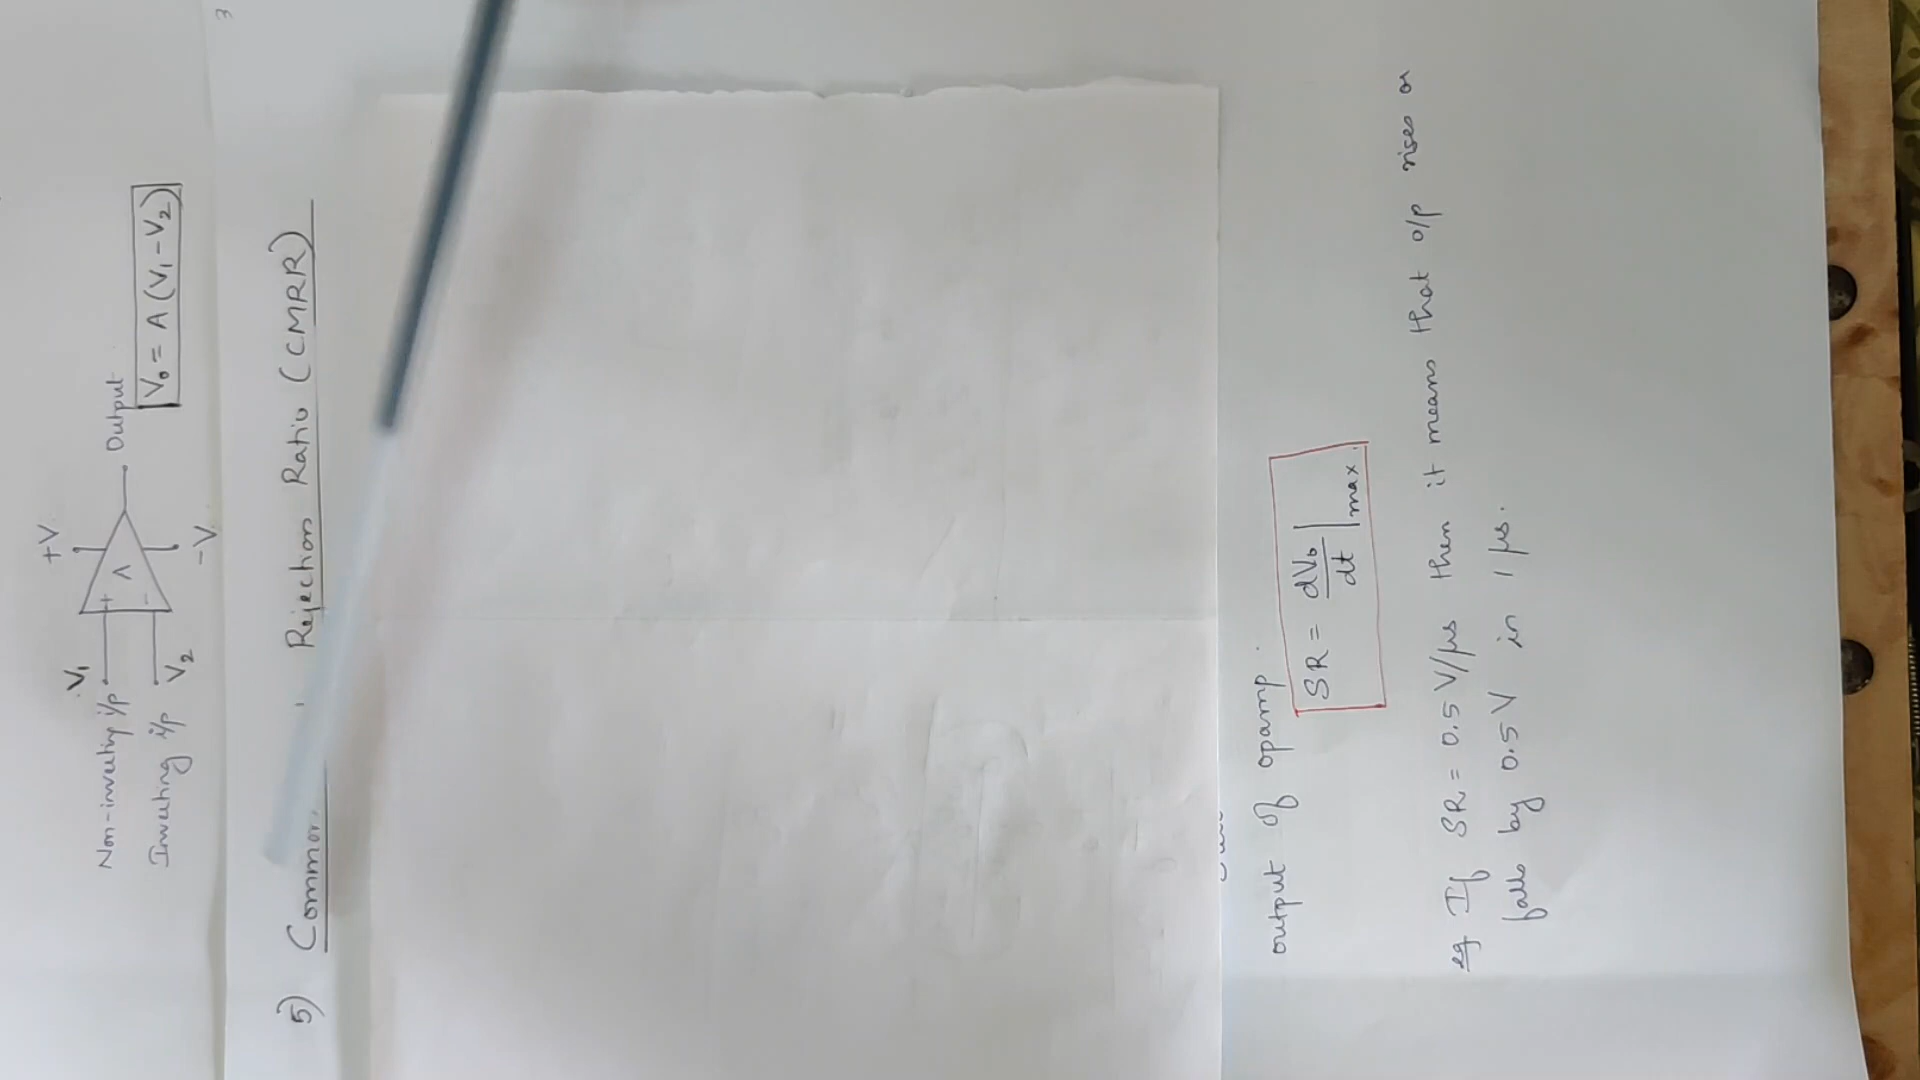 +V
V₁
Non-inverting i/p
+
A
Output
-
Inverting i/p V₂
-V
V₀ = A (V₁ - V₂)
3
5) Common Rejection Ratio (CMRR)
output of opamp.
SR = dV₀/dt |max.
eg If SR = 0.5 V/μs then it means that o/p rises or
falls by 0.5V in 1 μs.